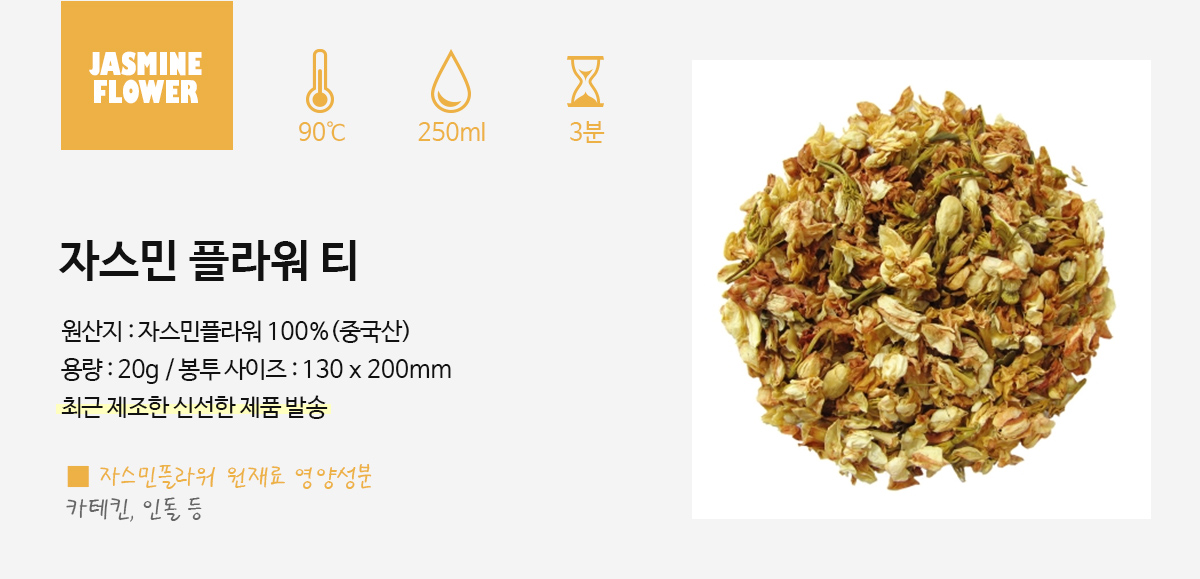 JASMINE
FLOWER
90℃
250ml
3분
자스민 플라워 티
원산지 : 자스민플라워 100% (중국산)
용량 : 20g / 봉투 사이즈 : 130 x 200mm
최근 제조한 신선한 제품 발송
■ 자스민플라워 원재료 영양성분
카테킨, 인돌 등